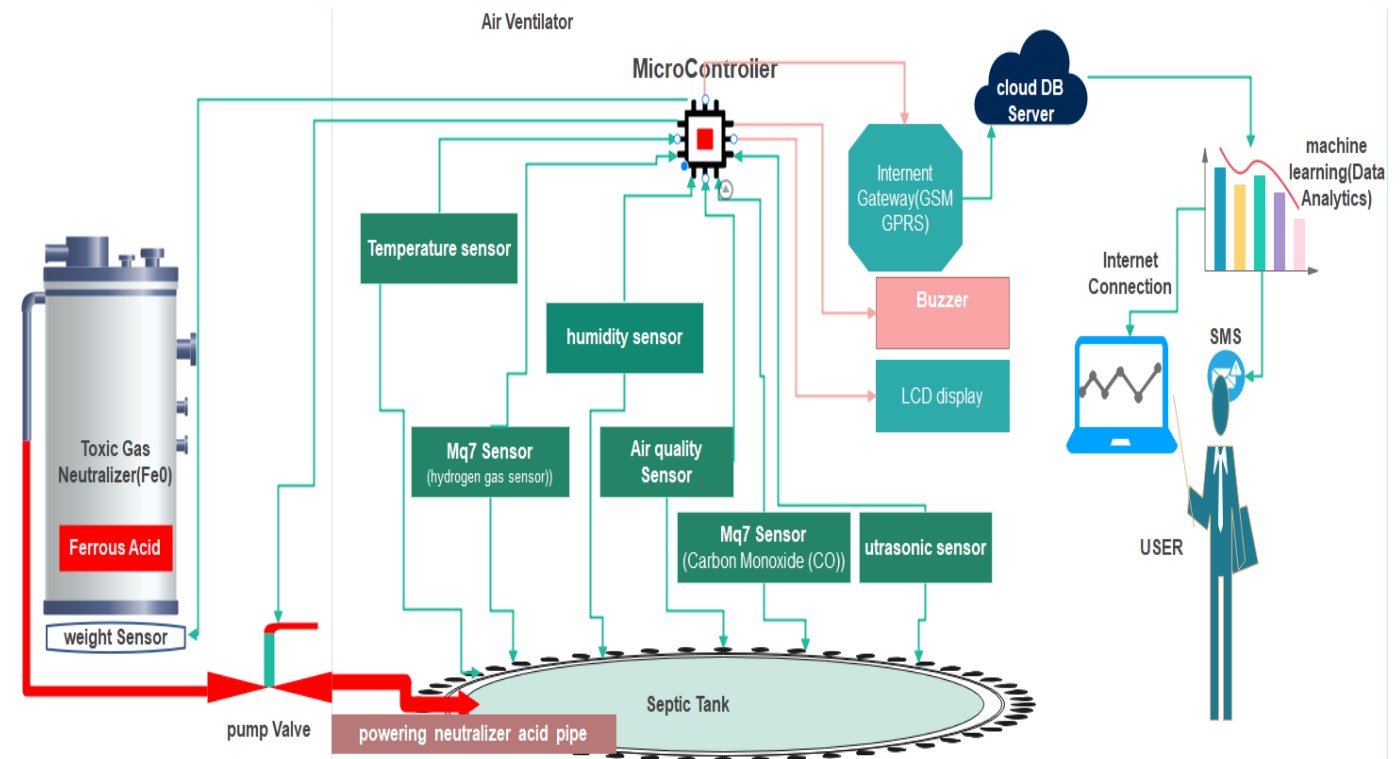 Air Ventilator
MicroController
cloud DB
Server
machine
learning(Data
Analytics)
Internent
Gateway(GSM
GPRS)
Temperature sensor
Internet
Connection
Buzzer
humidity sensor
SMS
LCD display
Toxic Gas
Neutralizer(Fe0)
Mq7 Sensor
(hydrogen gas sensor))
Air quality
Sensor
Ferrous Acid
Mq7 Sensor
(Carbon Monoxide (CO))
utrasonic sensor
USER
weight Sensor
Septic Tank
pump Valve
powering neutralizer acid pipe